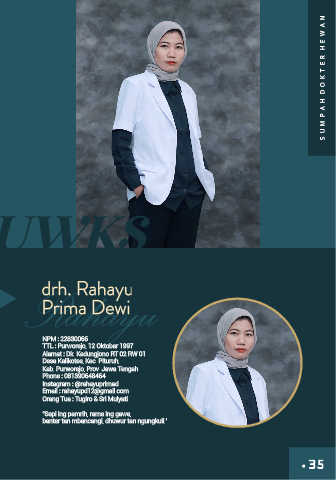 SUMPAH DOKTER HEWAN
UWKS
drh. Rahayu
Prima Dewi
Rahayu
NPM : 22830065
TTL : Purworejo, 12 Oktober 1997
Alamat : Dk. Kedungjono RT 02 RW 01
Desa Kalikotes, Kec. Pituruh,
Kab. Purworejo, Prov. Jawa Tengah
Phone : 081390648464
Instagram : @rahayuprimad
Email : rahayupd12@gmail.com
Orang Tua : Tugiro & Sri Mulyati
"Sepi ing pamrih, rame ing gawe,
banter tan mbancangi, dhuwur tan ngungkuli."
• 35